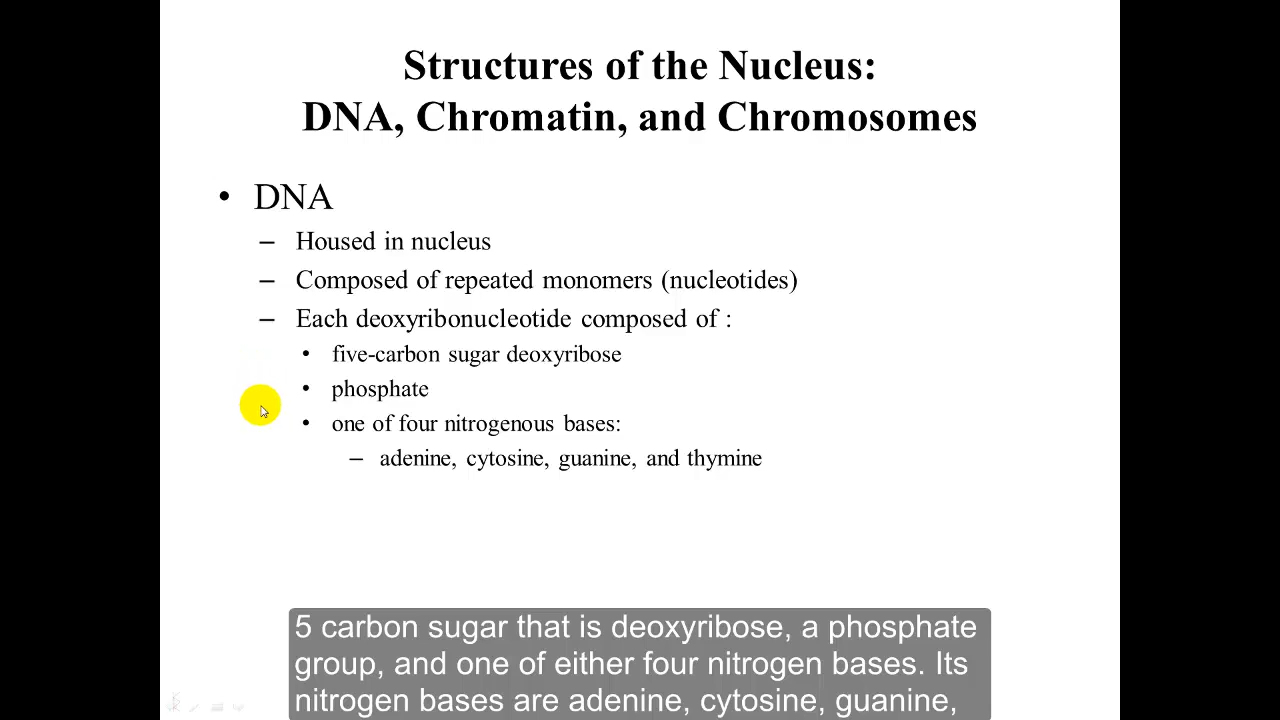 Structures of the Nucleus:
DNA, Chromatin, and Chromosomes
• DNA
– Housed in nucleus
– Composed of repeated monomers (nucleotides)
– Each deoxyribonucleotide composed of :
• five-carbon sugar deoxyribose
• phosphate
• one of four nitrogenous bases:
– adenine, cytosine, guanine, and thymine
5 carbon sugar that is deoxyribose, a phosphate
group, and one of either four nitrogen bases. Its
nitrogen bases are adenine, cytosine, guanine,